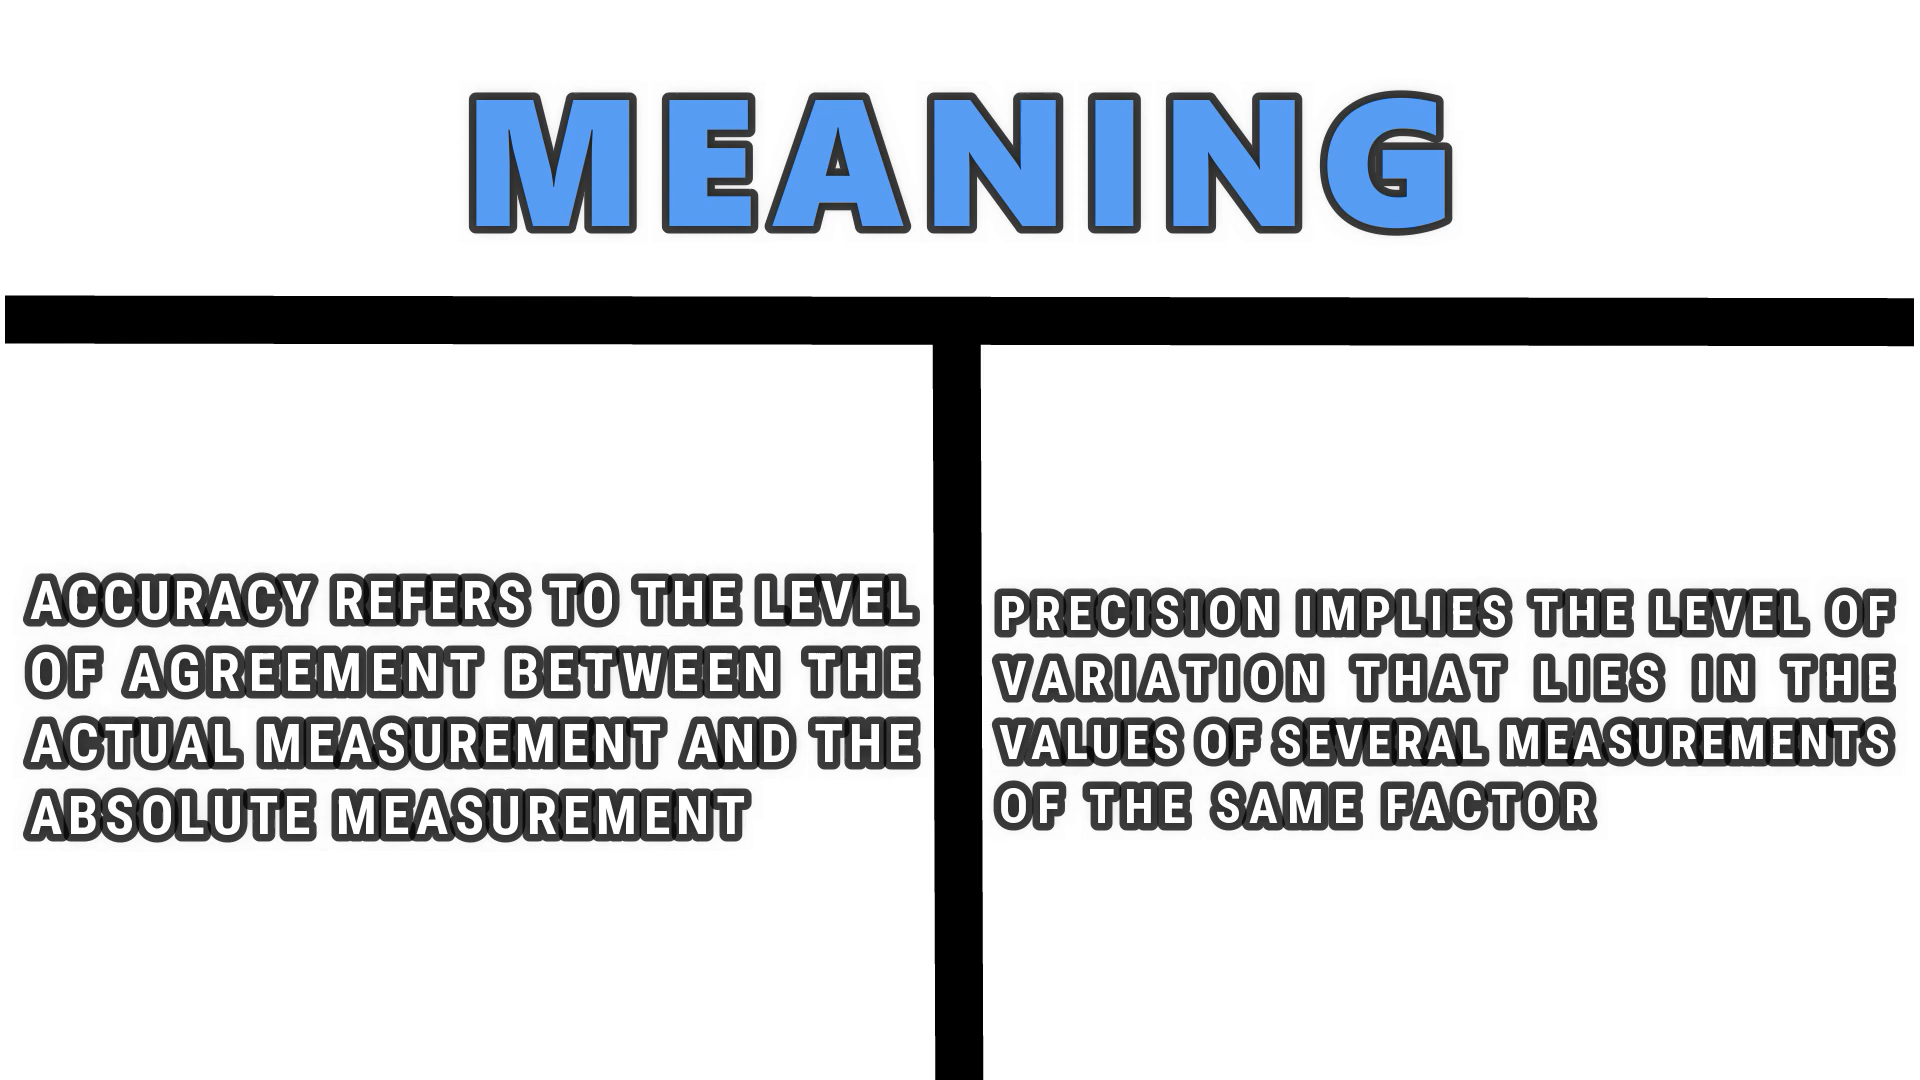 MEANING
ACCURACY REFERS TO THE LEVEL
OF AGREEMENT BETWEEN THE
ACTUAL MEASUREMENT AND THE
ABSOLUTE MEASUREMENT
PRECISION IMPLIES THE LEVEL OF
VARIATION THAT LIES IN THE
VALUES OF SEVERAL MEASUREMENTS
OF THE SAME FACTOR